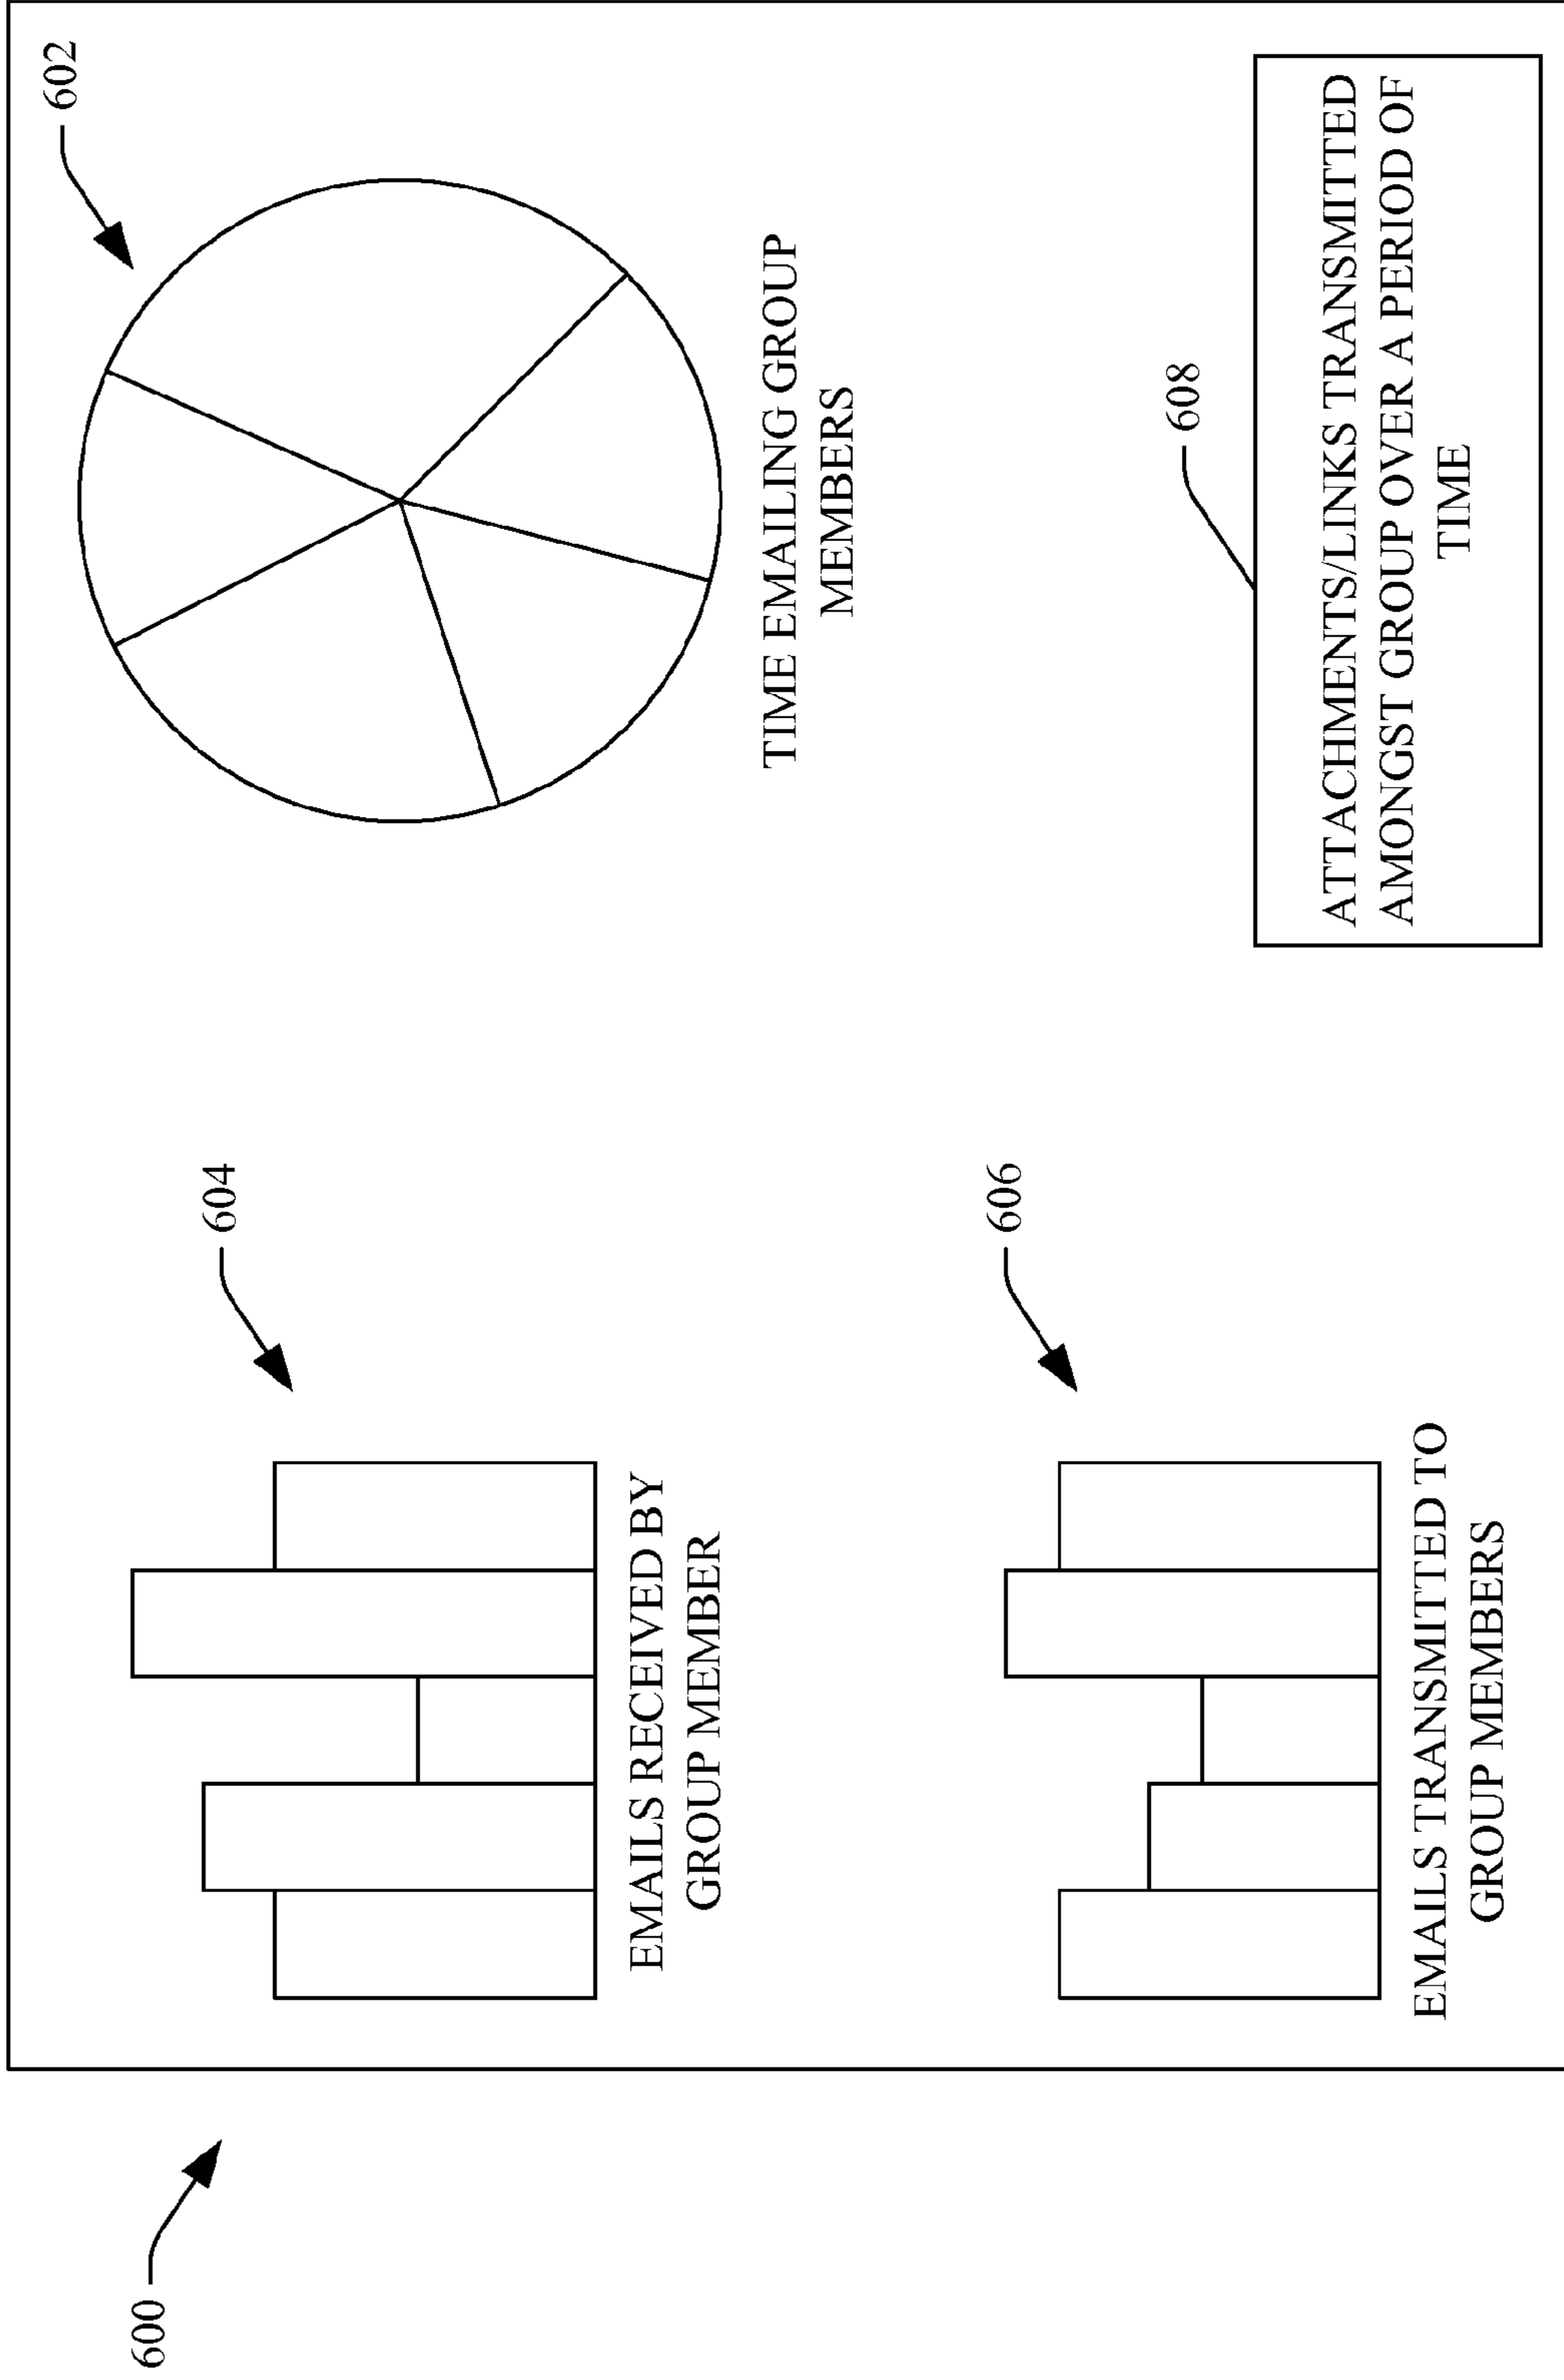 600
604
EMAILS RECEIVED BY
GROUP MEMBER
602
TIME EMAILING GROUP
MEMBERS
606
EMAILS TRANSMITTED TO
GROUP MEMBERS
608
ATTACHMENTS/LINKS TRANSMITTED
AMONGST GROUP OVER A PERIOD OF
TIME